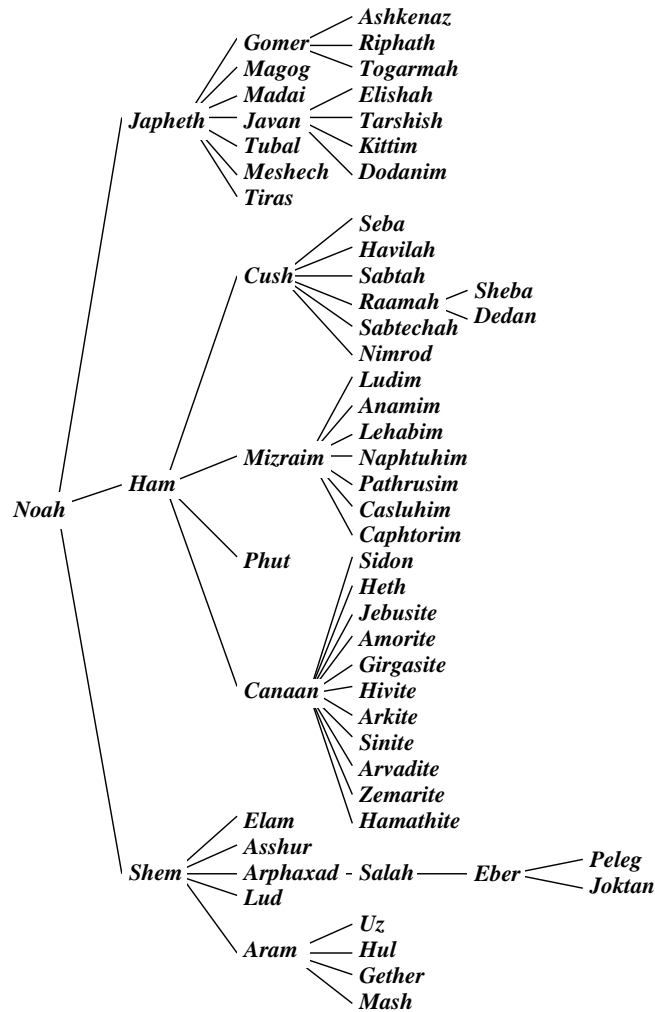 Ashkenaz
Gomer Riphath
Magog Togarmah
Madai Elishah
Japheth Javan Tarshish
Tubal Kittim
Meshech Dodanim
Tiras
Seba
Havilah
Cush Sabtah
Raamah Sheba
Sabtechah Dedan
Nimrod
Ludim
Anamim
Lehabim
Mizraim Naphtuhim
Ham Pathrusim
Noah Casluhim
Caphtorim
Phut Sidon
Heth
Jebusite
Amorite
Girgasite
Canaan Hivite
Arkite
Sinite
Arvadite
Zemarite
Elam Hamathite
Asshur
Shem Arphaxad Salah Eber Peleg
Lud Joktan
Uz
Aram Hul
Gether
Mash